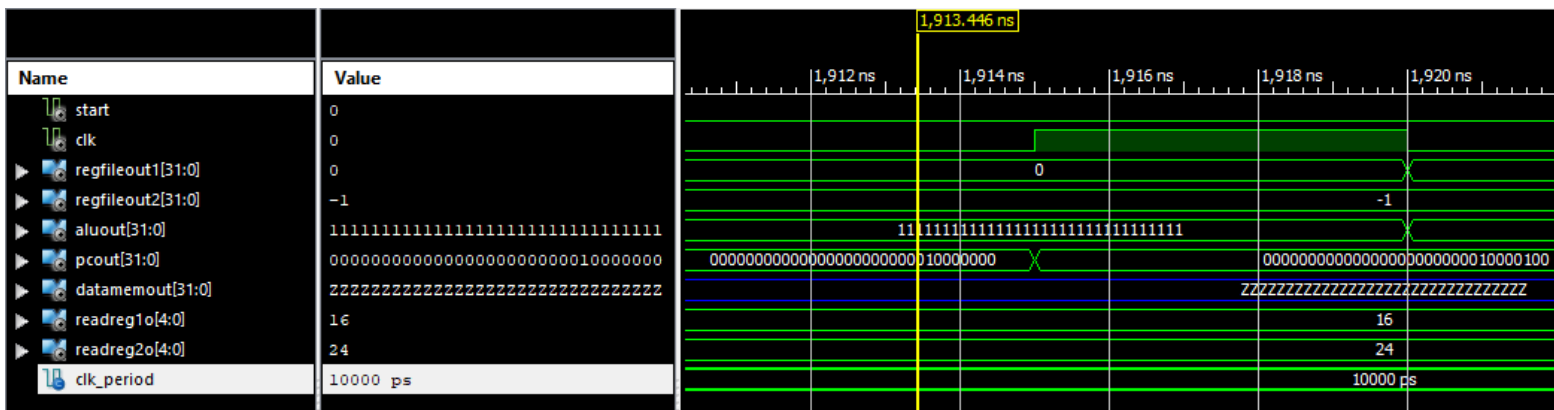 1,913.446 ns
Name Value 1,912 ns 1,914 ns 1,916 ns 1,918 ns 1,920 ns
start 0
clk 0
regfileout1[31:0] 0 0
regfileout2[31:0] -1 -1
aluout[31:0] 11111111111111111111111111111111 11111111111111111111111111111111
pcout[31:0] 00000000000000000000000010000000 00000000000000000000000010000000 00000000000000000000000010000100
datamemout[31:0] ZZZZZZZZZZZZZZZZZZZZZZZZZZZZZZZZ ZZZZZZZZZZZZZZZZZZZZZZZZZZZZZZZZ
readreg1o[4:0] 16 16
readreg2o[4:0] 24 24
clk_period 10000 ps 10000 ps